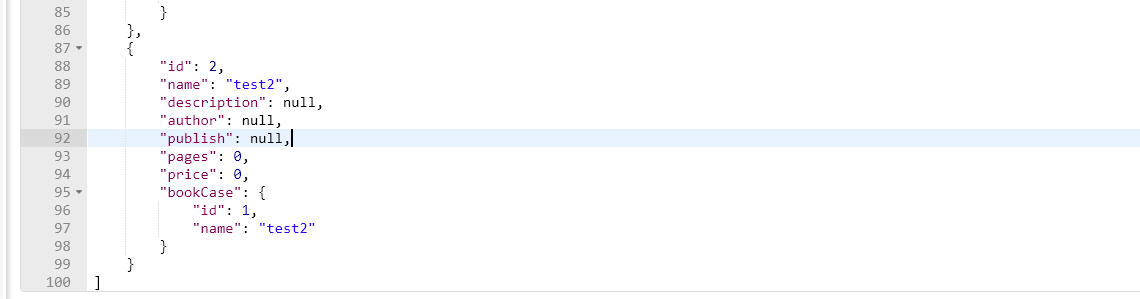 85         }
86     },
87     {
88         "id": 2,
89         "name": "test2",
90         "description": null,
91         "author": null,
92         "publish": null,
93         "pages": 0,
94         "price": 0,
95         "bookCase": {
96             "id": 1,
97             "name": "test2"
98         }
99     }
100 ]